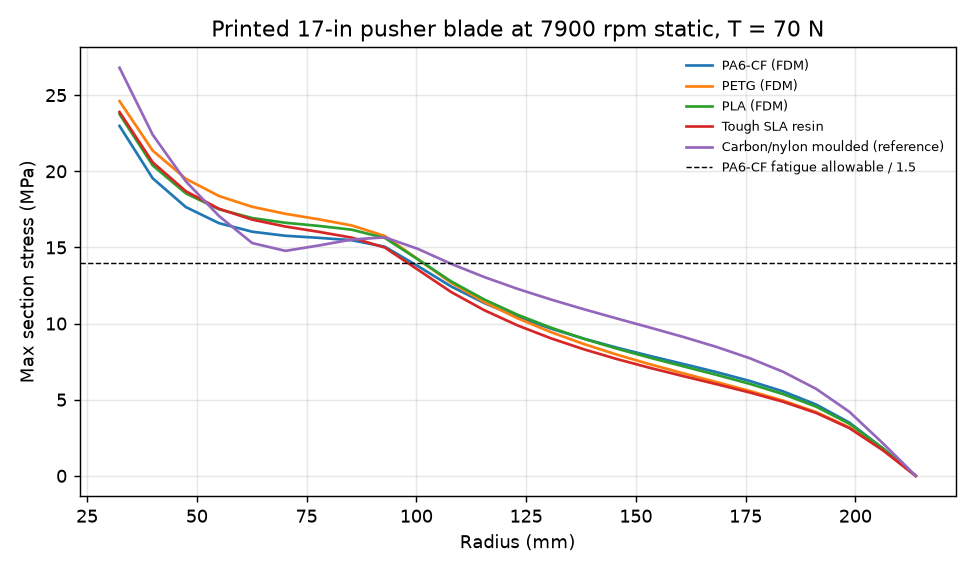 Printed 17-in pusher blade at 7900 rpm static, T = 70 N
PA6-CF (FDM)
PETG (FDM)
PLA (FDM)
Tough SLA resin
Carbon/nylon moulded (reference)
PA6-CF fatigue allowable / 1.5
Max section stress (MPa)
25
20
15
10
5
0
25 50 75 100 125 150 175 200
Radius (mm)